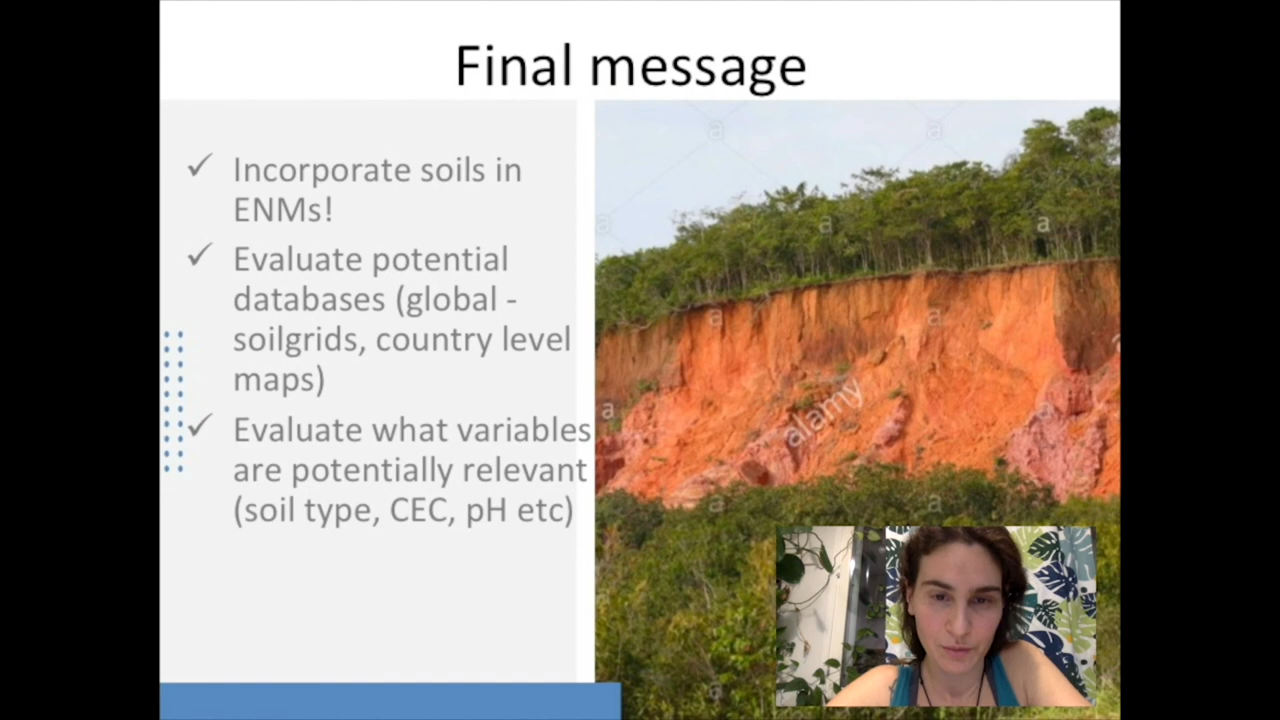 Final message
✓ Incorporate soils in
ENMs!
✓ Evaluate potential
databases (global -
soilgrids, country level
maps)
✓ Evaluate what variables
are potentially relevant
(soil type, CEC, pH etc)
a a
a a a
a a
alamy
a a
a a
a